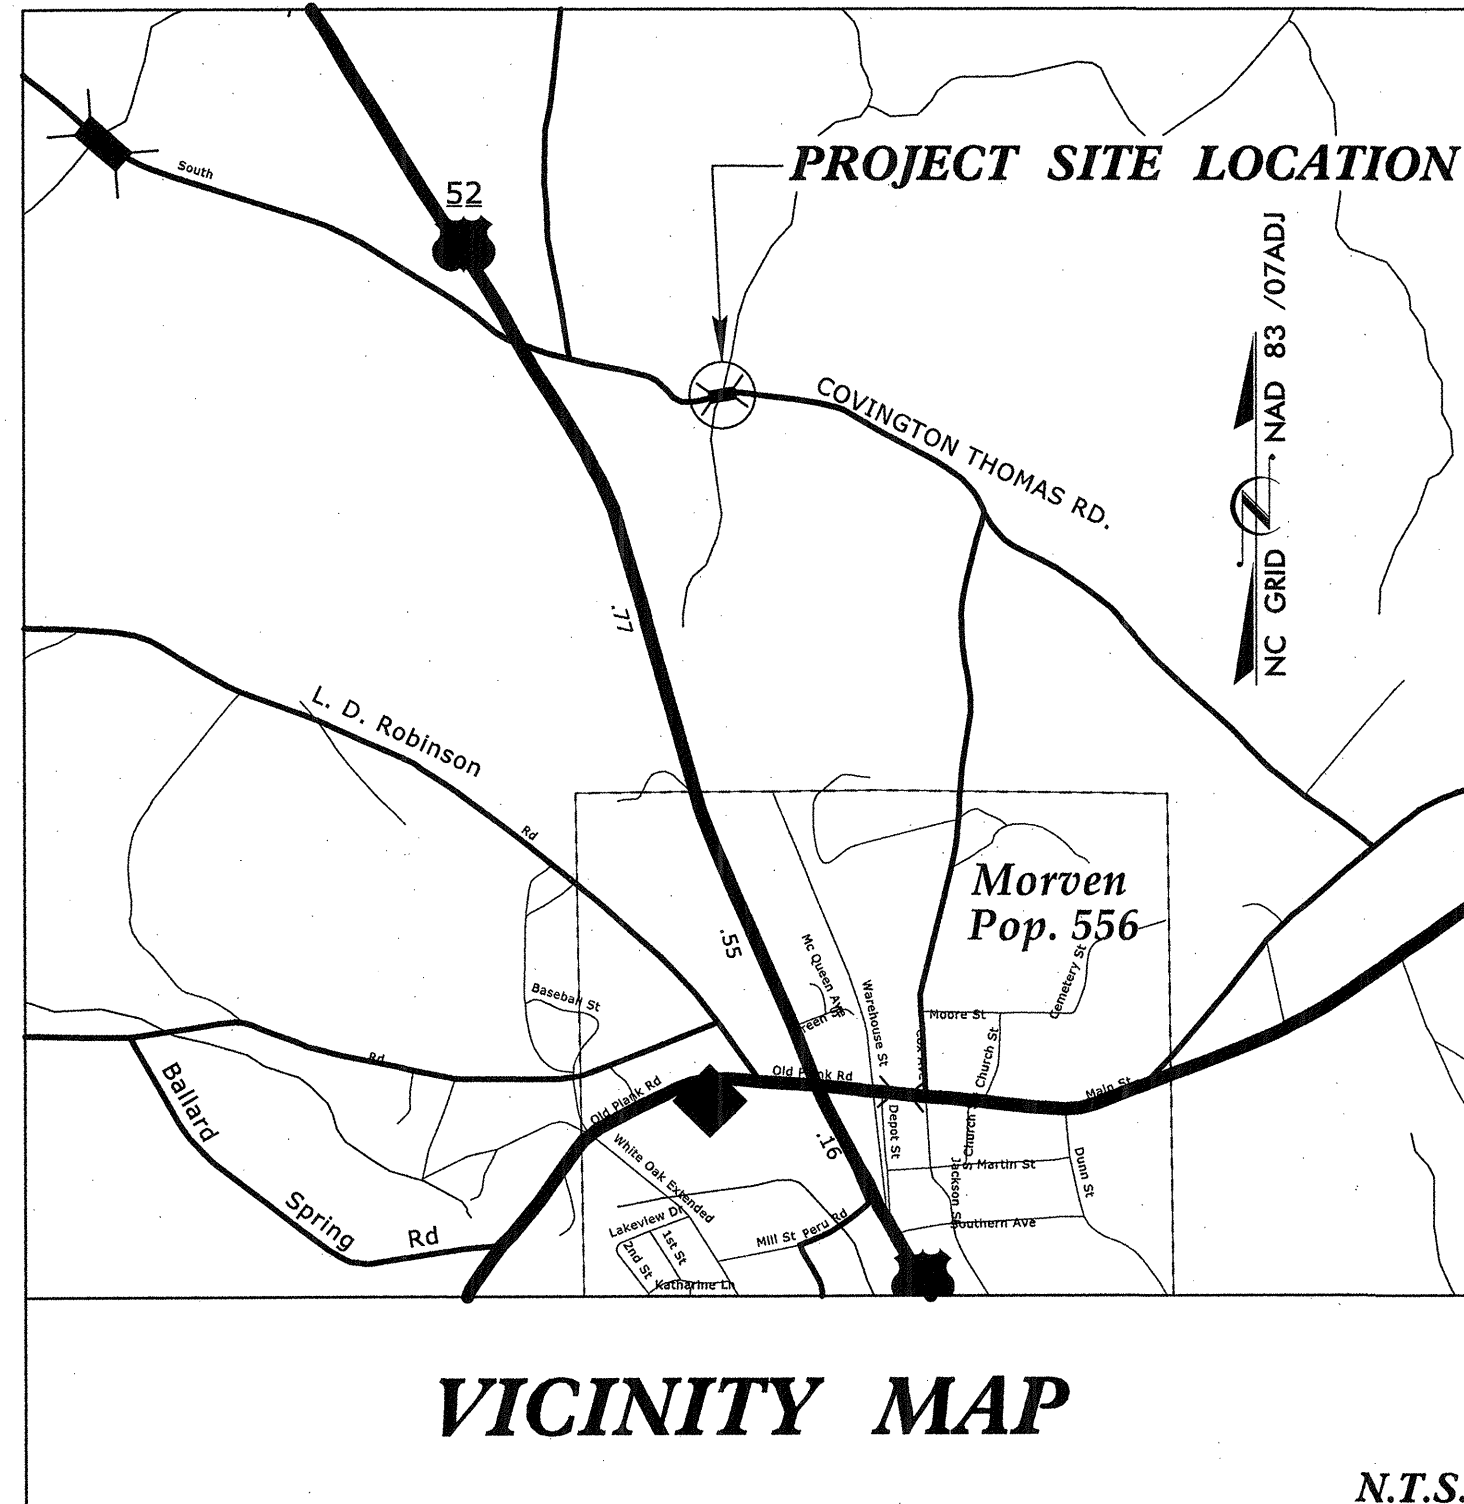 South
52
PROJECT SITE LOCATION
NC GRID NAD 83 /07ADJ
COVINGTON THOMAS RD.
.77
L. D. Robinson
Rd
Morven
Pop. 556
.55
Mc Queen Ave
Warehouse St
Cemetery St
Baseball St
Moore St
Church St
Rd
Ballard
Spring
Rd
Old Plank Rd
Old Plank Rd
Main St
Depot St
Church St
.16
White Oak Extended
Jackson St
Martin St
Dunn St
Southern Ave
Lakeview Dr
1st St
2nd St
Mill St
Peru Rd
Katharine Ln
VICINITY MAP
N.T.S.